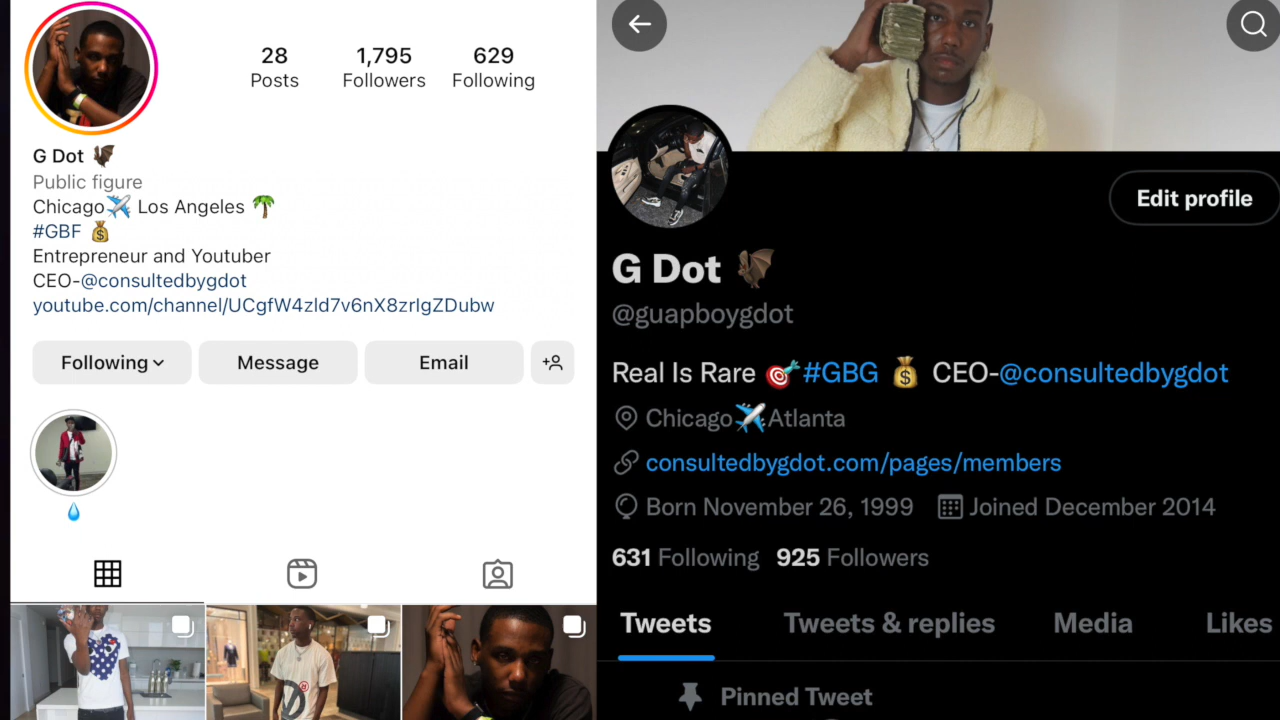 28
Posts
1,795
Followers
629
Following
G Dot 🦇
Public figure
Chicago✈️ Los Angeles 🌴
#GBF 💰
Entrepreneur and Youtuber
CEO-@consultedbygdot
youtube.com/channel/UCgfW4zld7v6nX8zrlgZDubw
Following
Message
Email
💧
Edit profile
G Dot 🦇
@guapboygdot
Real Is Rare 🎯#GBG 💰 CEO-@consultedbygdot
Chicago✈️Atlanta
consultedbygdot.com/pages/members
Born November 26, 1999 Joined December 2014
631 Following 925 Followers
Tweets Tweets & replies Media Likes
Pinned Tweet